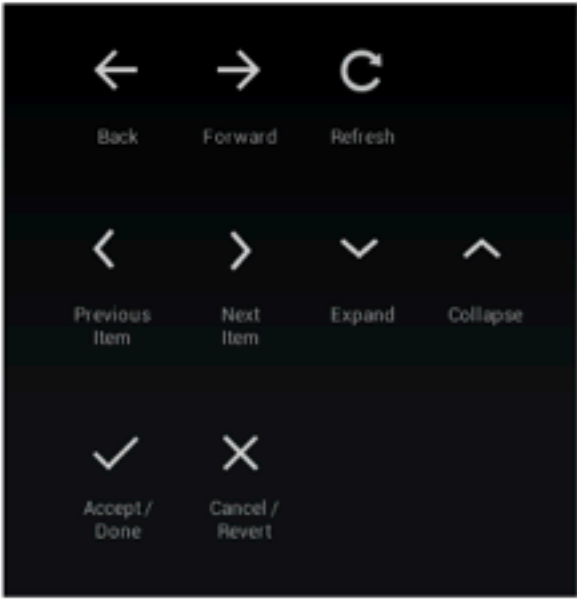 Back
Forward
Refresh
Previous
Item
Next
Item
Expand
Collapse
Accept /
Done
Cancel /
Revert